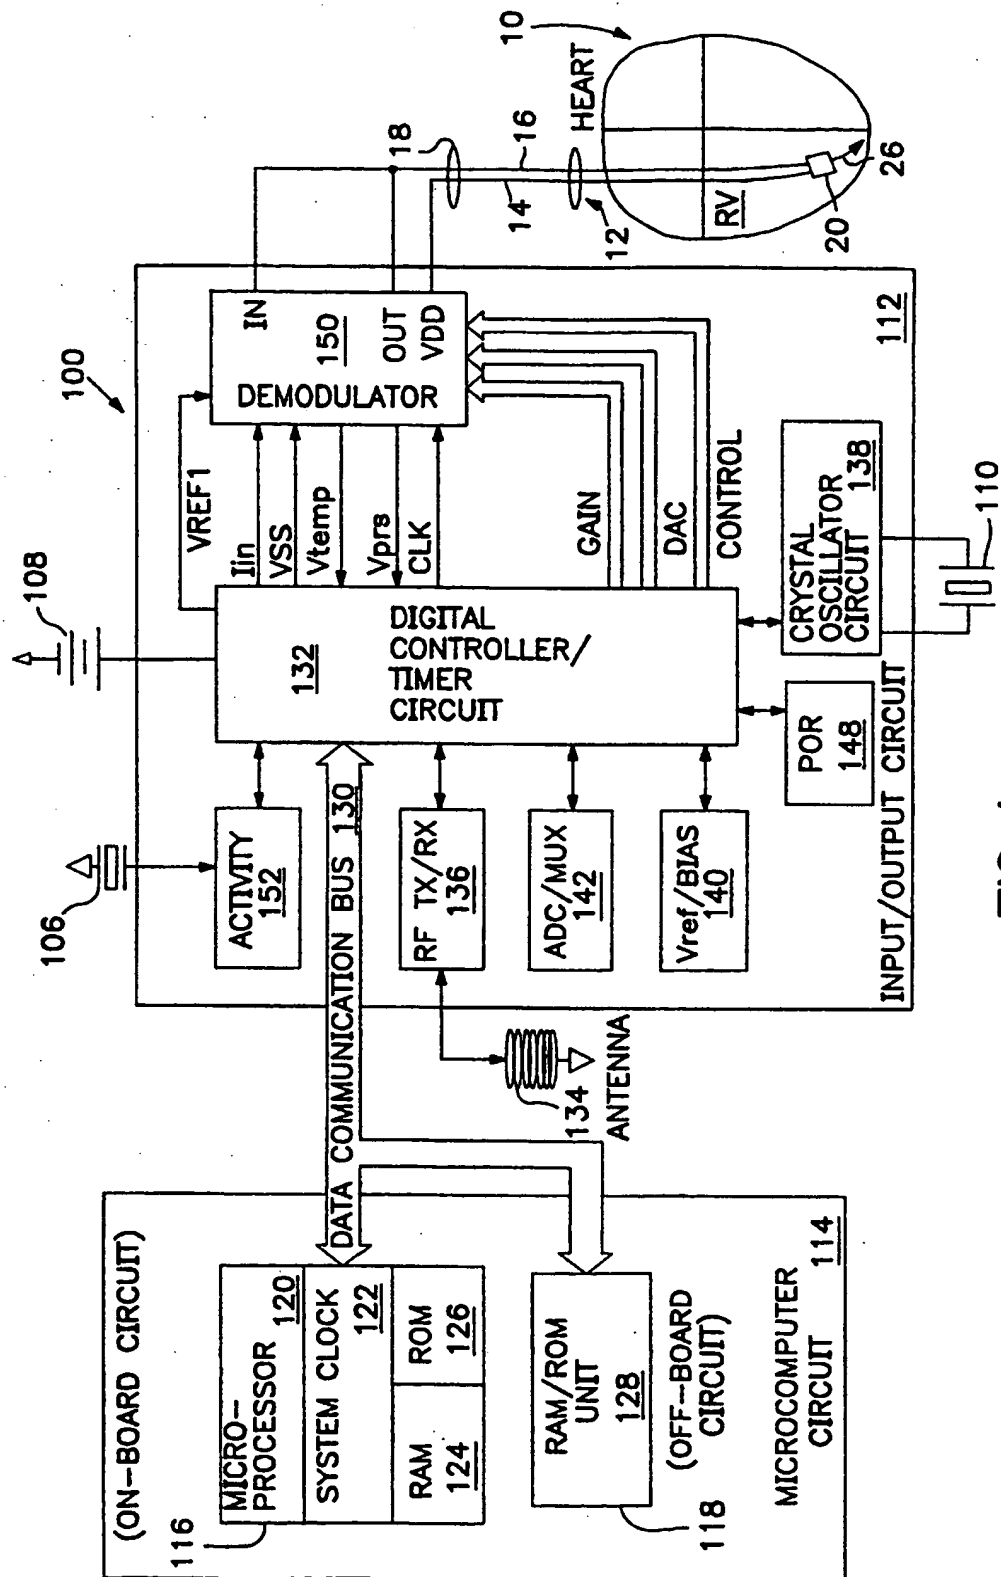 (ON-BOARD CIRCUIT)
116
MICRO-
PROCESSOR 120
SYSTEM CLOCK 122
RAM
124
ROM
126
RAM/ROM
UNIT
128
118
(OFF-BOARD
CIRCUIT)
MICROCOMPUTER
CIRCUIT
114
DATA COMMUNICATION BUS 130
134
ANTENNA
106
108
100
ACTIVITY
152
RF TX/RX
136
ADC/MUX
142
Vref/BIAS
140
POR
148
CRYSTAL
OSCILLATOR
CIRCUIT 138
110
INPUT/OUTPUT CIRCUIT
112
132
DIGITAL
CONTROLLER/
TIMER
CIRCUIT
VREF1
Iin
VSS
Vtemp
Vprs
CLK
GAIN
DAC
CONTROL
DEMODULATOR
150
IN
OUT
VDD
18
14
16
12
HEART
10
RV
20
26